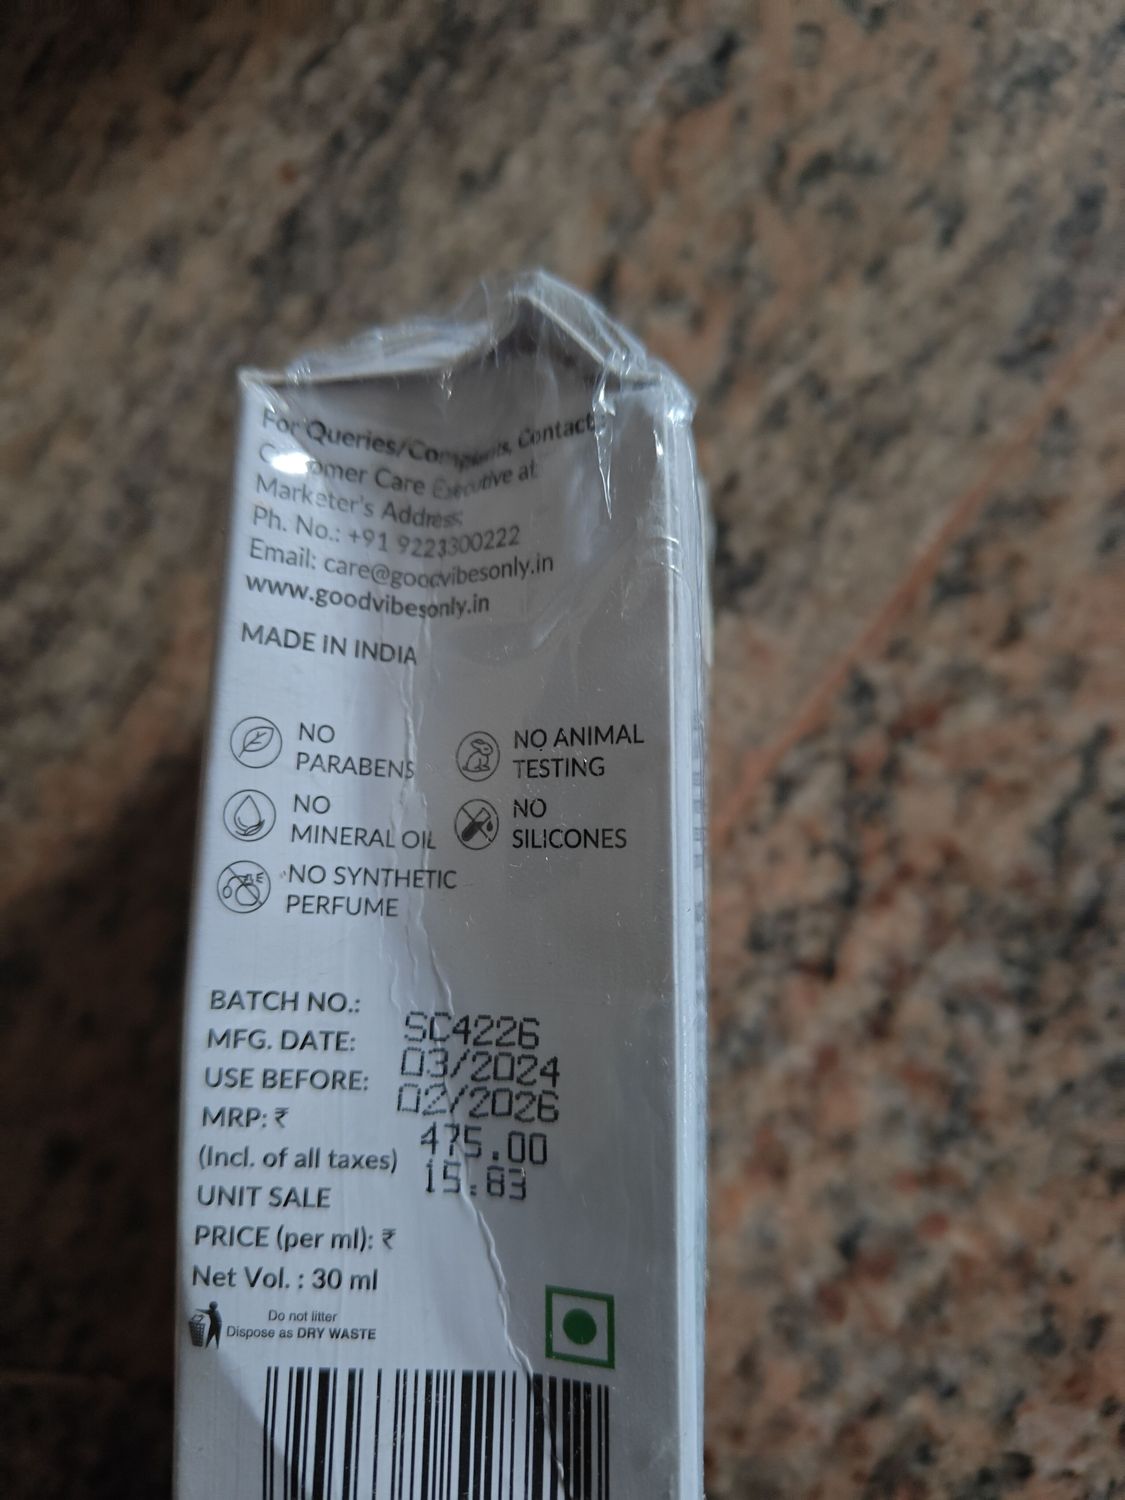 For Queries/Complaints, Contact:
Customer Care Executive at
Marketer's Address:
Ph. No.: +91 9223300222
Email: care@goodvibesonly.in
www.goodvibesonly.in
MADE IN INDIA
NO PARABENS
NO ANIMAL TESTING
NO MINERAL OIL
NO SILICONES
NO SYNTHETIC PERFUME
BATCH NO.: SC4226
MFG. DATE: 03/2024
USE BEFORE: 02/2026
MRP: ₹ 475.00
(Incl. of all taxes) 15.83
UNIT SALE
PRICE (per ml): ₹
Net Vol. : 30 ml
Do not litter
Dispose as DRY WASTE